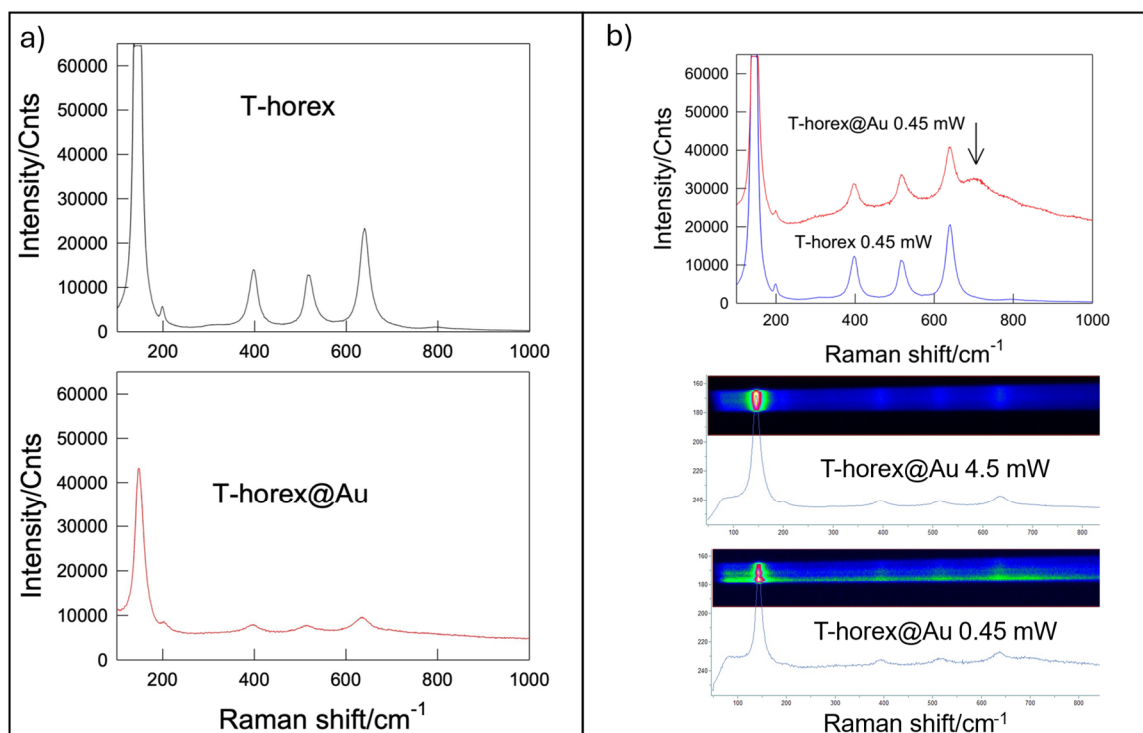 a)
Intensity/Cnts
60000
50000
40000
30000
20000
10000
0
T-horex
200 400 600 800 1000
Intensity/Cnts
60000
50000
40000
30000
20000
10000
0
T-horex@Au
200 400 600 800 1000
Raman shift/cm-1
b)
Intensity/Cnts
60000
50000
40000
30000
20000
10000
0
T-horex@Au 0.45 mW
T-horex 0.45 mW
200 400 600 800 1000
Raman shift/cm-1
160
180
200
220
240
T-horex@Au 4.5 mW
100 200 300 400 500 600 700 800
160
180
200
220
240
T-horex@Au 0.45 mW
100 200 300 400 500 600 700 800
Raman shift/cm-1